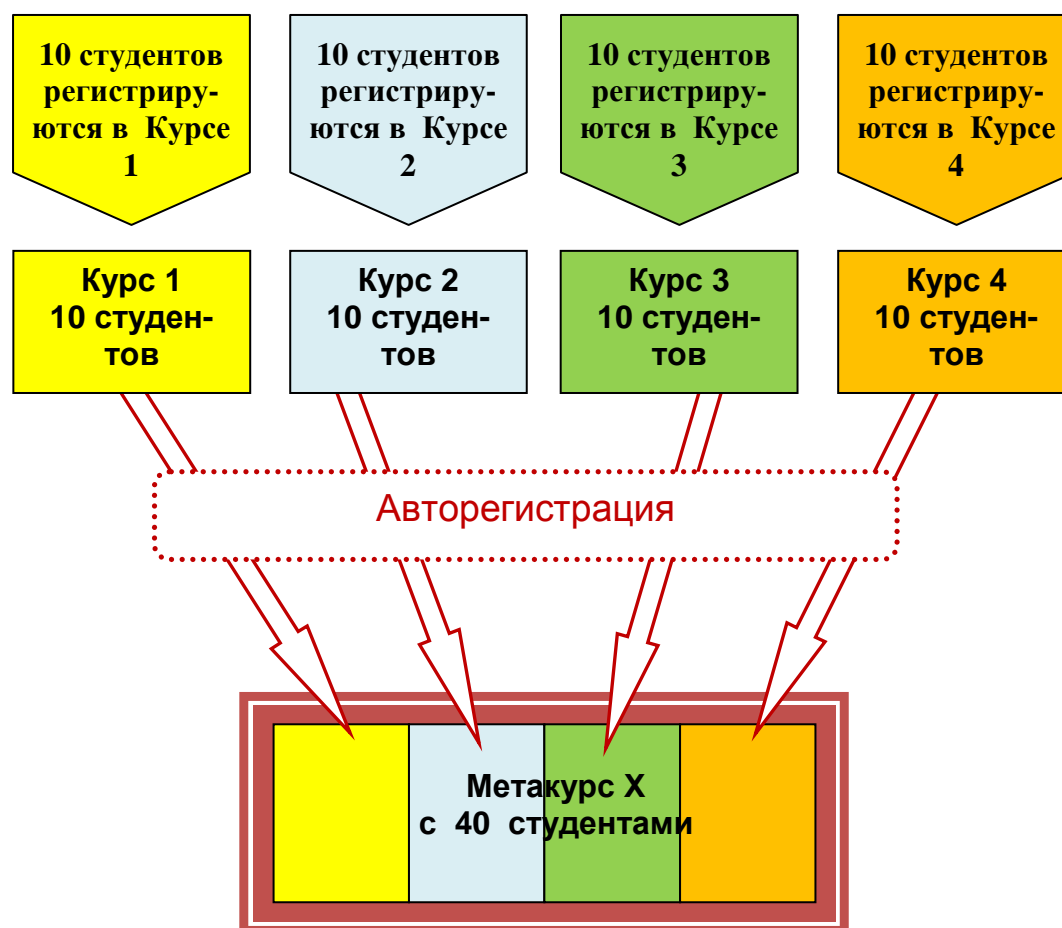 10 студентов
регистриру-
ются в Курсе
1
10 студентов
регистриру-
ются в Курсе
2
10 студентов
регистриру-
ются в Курсе
3
10 студентов
регистриру-
ются в Курсе
4
Курс 1
10 студен-
тов
Курс 2
10 студен-
тов
Курс 3
10 студен-
тов
Курс 4
10 студен-
тов
Авторегистрация
Метакурс X
с 40 студентами